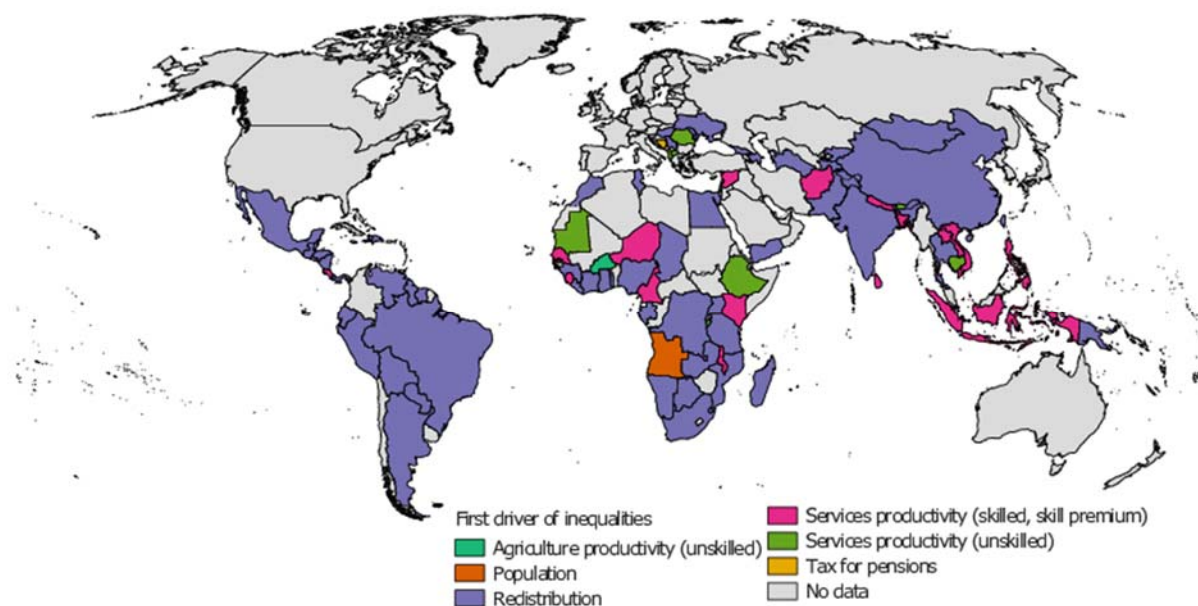 First driver of inequalities
Agriculture productivity (unskilled)
Population
Redistribution
Services productivity (skilled, skill premium)
Services productivity (unskilled)
Tax for pensions
No data